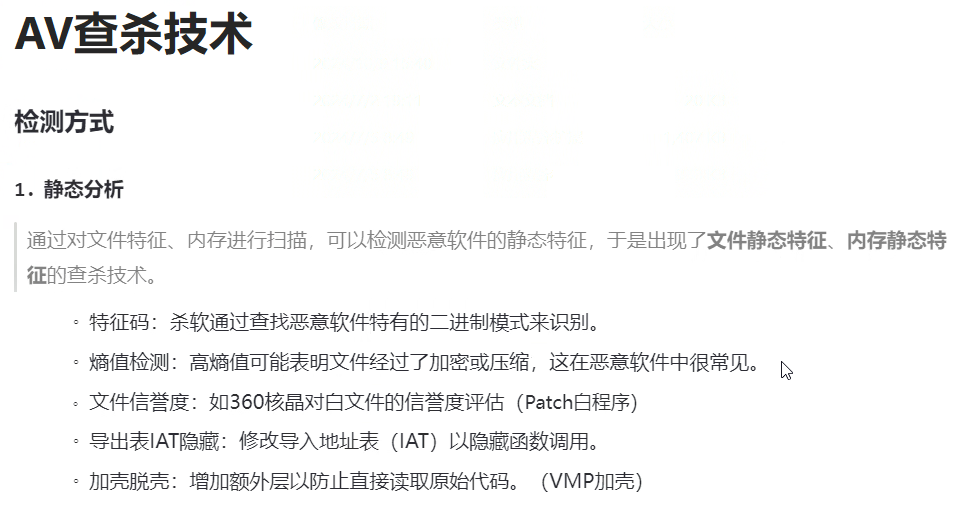 AV查杀技术
检测方式
1. 静态分析
通过对文件特征、内存进行扫描，可以检测恶意软件的静态特征，于是出现了文件静态特征、内存静态特
征的查杀技术。
◦ 特征码：杀软通过查找恶意软件特有的二进制模式来识别。
◦ 熵值检测：高熵值可能表明文件经过了加密或压缩，这在恶意软件中很常见。
◦ 文件信誉度：如360核晶对白文件的信誉度评估（Patch白程序）
◦ 导出表IAT隐藏：修改导入地址表（IAT）以隐藏函数调用。
◦ 加壳脱壳：增加额外层以防止直接读取原始代码。（VMP加壳）